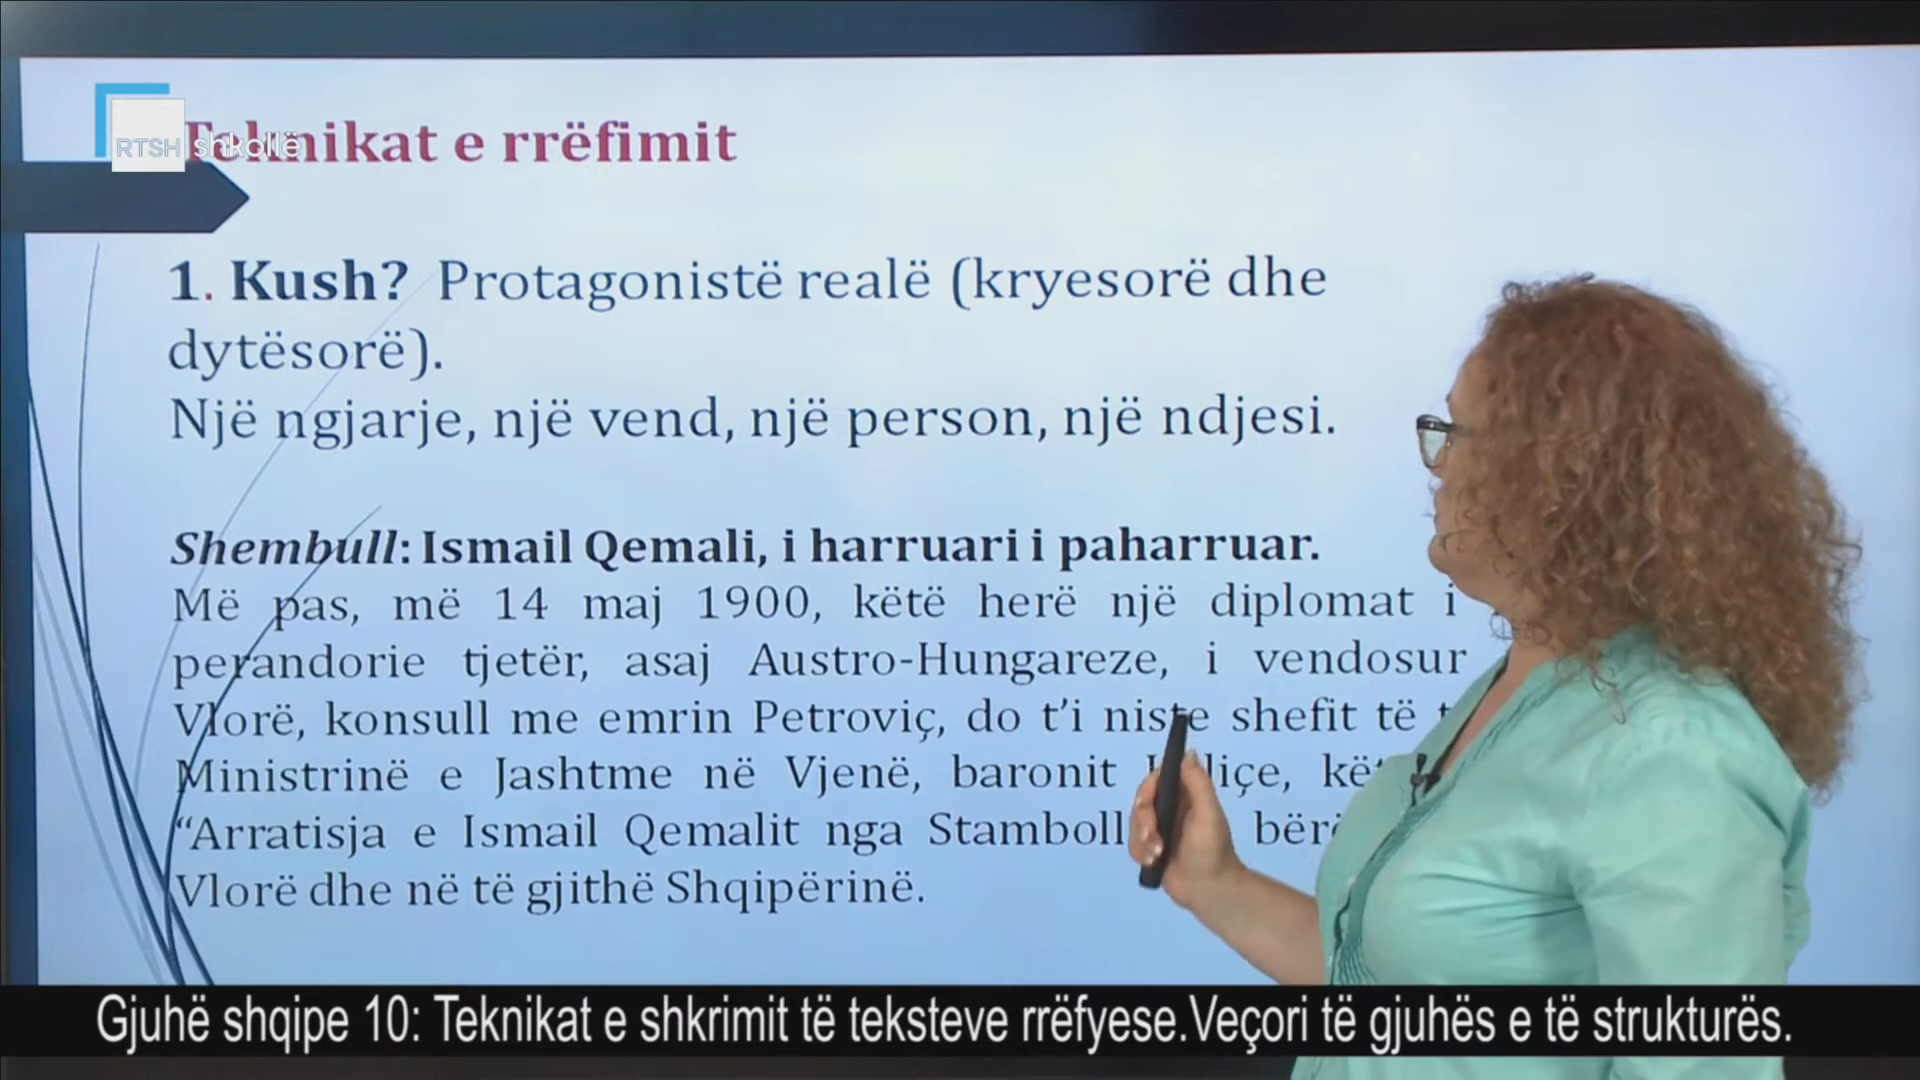 RTSH shkollë
Teknikat e rrëfimit
1. Kush? Protagonistë realë (kryesorë dhe
dytësorë).
Një ngjarje, një vend, një person, një ndjesi.
Shembull: Ismail Qemali, i harruari i paharruar.
Më pas, më 14 maj 1900, këtë herë një diplomat i
perandorie tjetër, asaj Austro-Hungareze, i vendosur
Vlorë, konsull me emrin Petroviç, do t'i niste shefit të
Ministrinë e Jashtme në Vjenë, baronit
“Arratisja e Ismail Qemalit nga Stamboll
Vlorë dhe në të gjithë Shqipërinë.
Gjuhë shqipe 10: Teknikat e shkrimit të teksteve rrëfyese.Veçori të gjuhës e të strukturës.